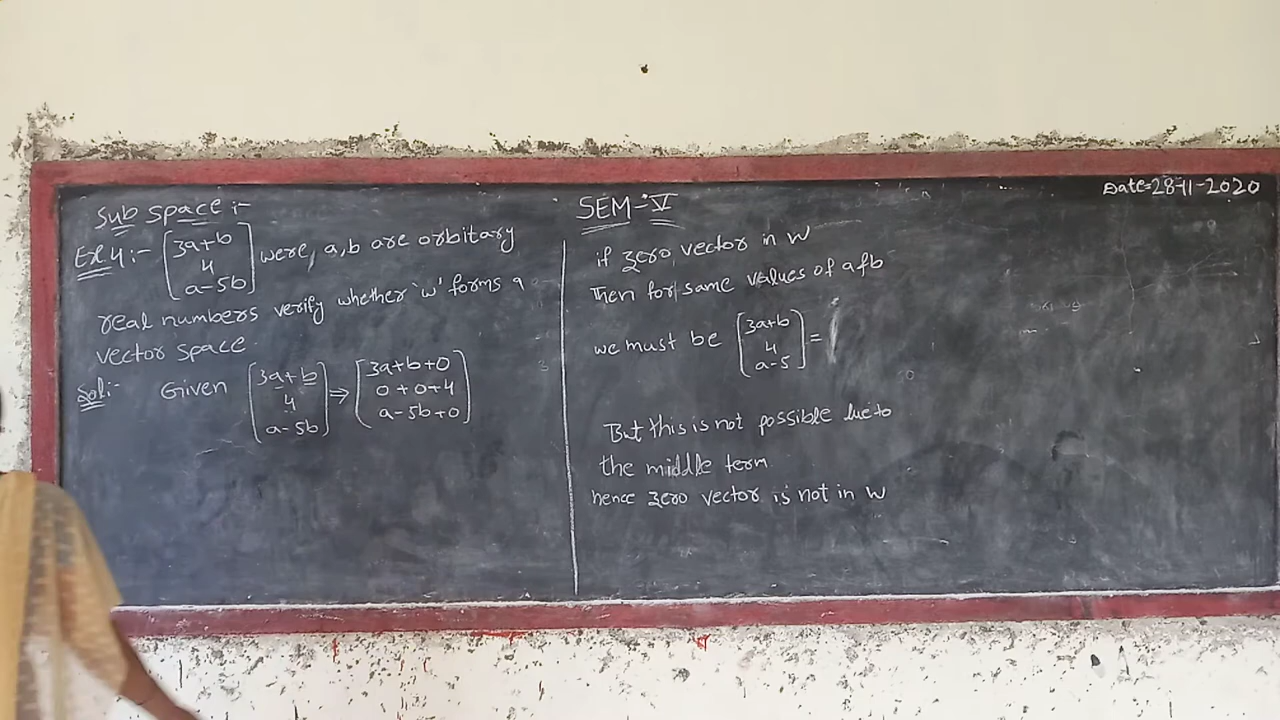 Sub space :-
SEM-V
Date=28-11-2020
Ex.4:- [3a+b
4
a-5b] were, a,b are orbitary
real numbers verify whether 'w' forms a
vector space.
Sol:- Given [3a+b
4
a-5b] ⇒ [3a+b+0
0+0+4
a-5b+0]
if zero vector in w
Then for same values of a&b
we must be [3a+b
4
a-5] =
But this is not possible due to
the middle term
hence zero vector is not in w